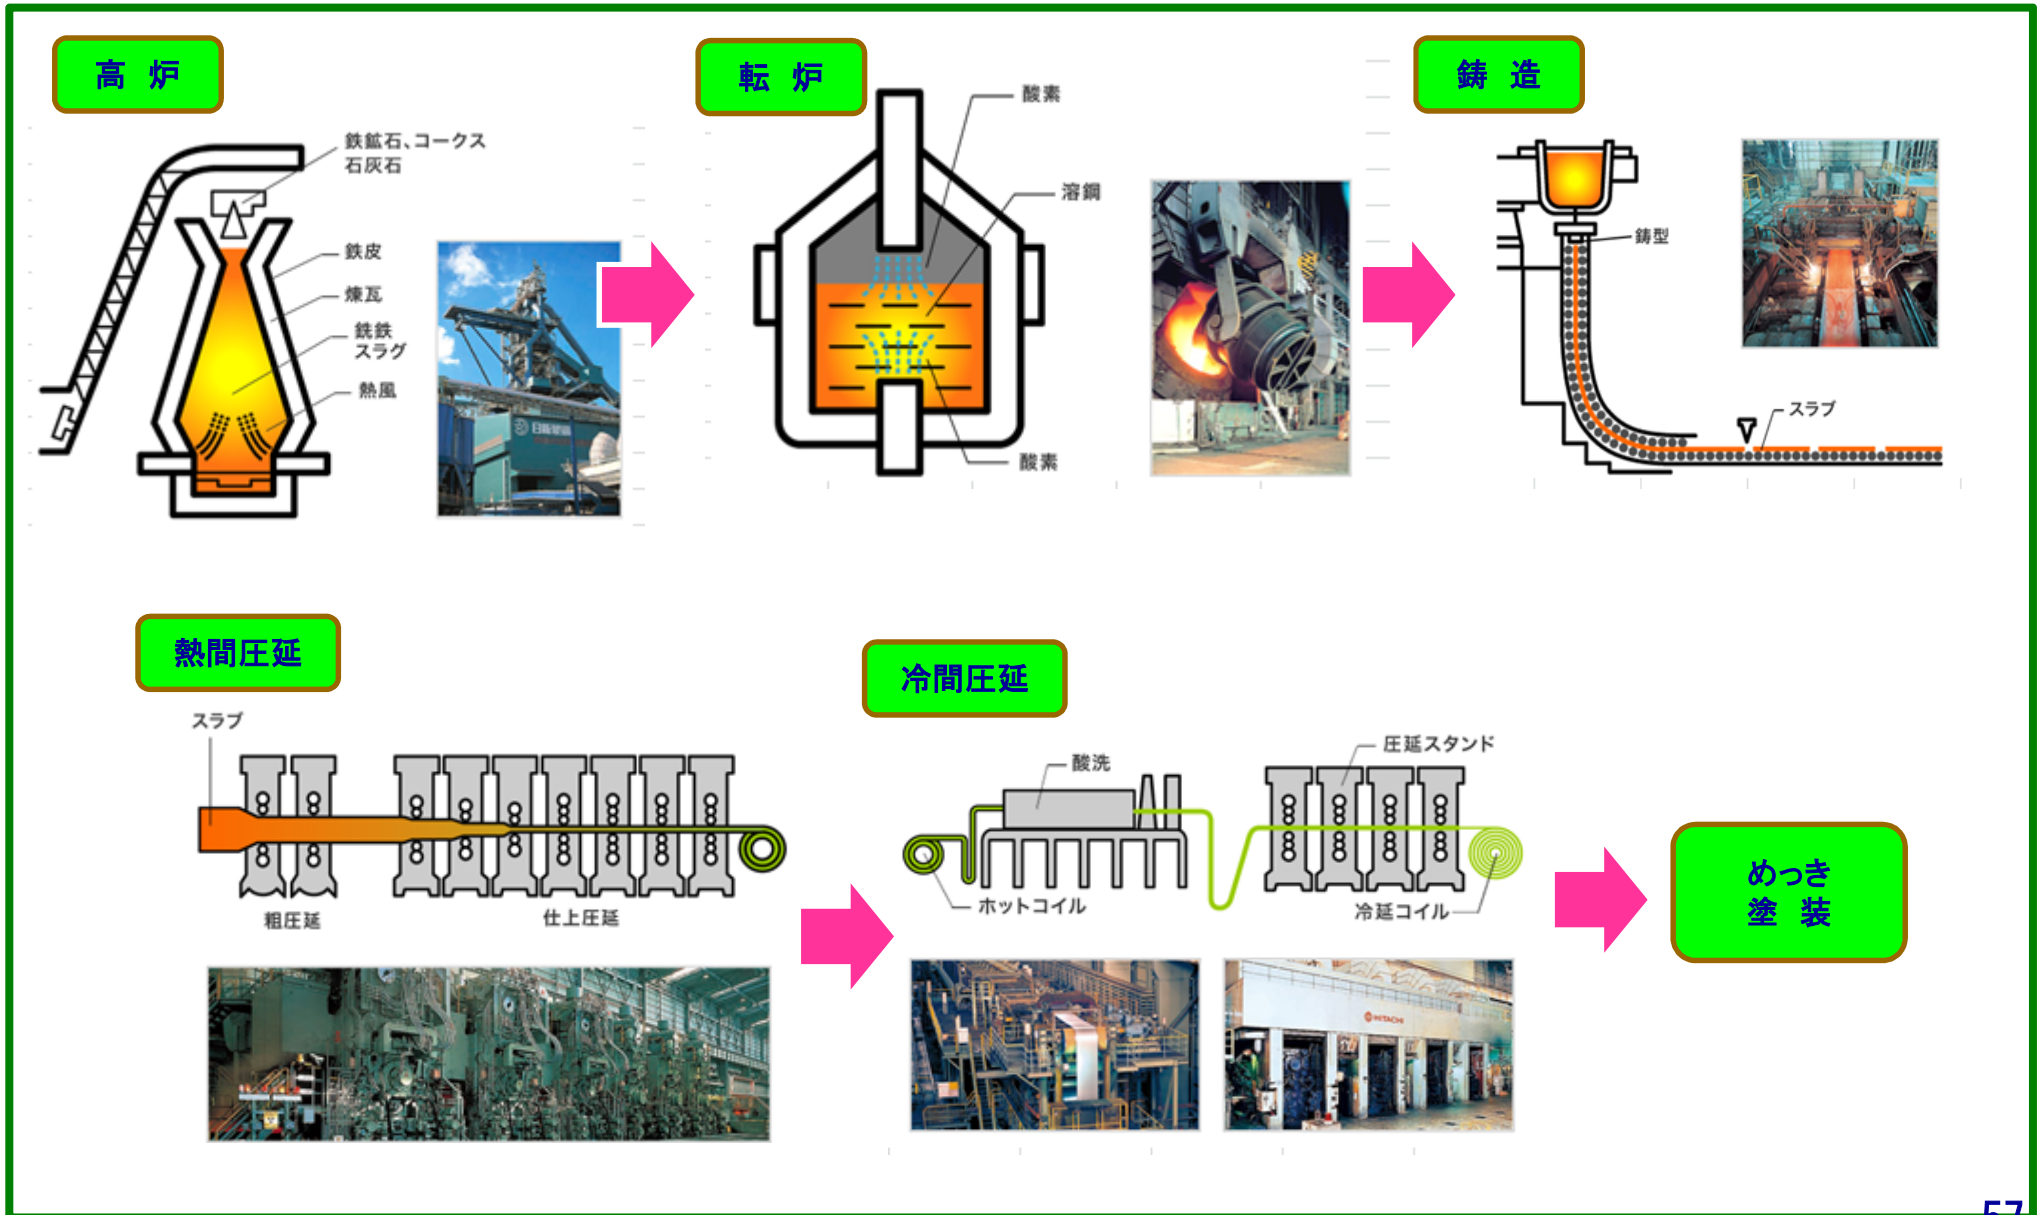 高 炉
鉄鉱石、コークス
石灰石
鉄皮
煉瓦
銑鉄
スラグ
熱風
転 炉
酸素
溶鋼
酸素
鋳 造
鋳型
スラブ
熱間圧延
スラブ
粗圧延
仕上圧延
冷間圧延
酸洗
圧延スタンド
ホットコイル
冷延コイル
HITACHI
めっき
塗 装
57